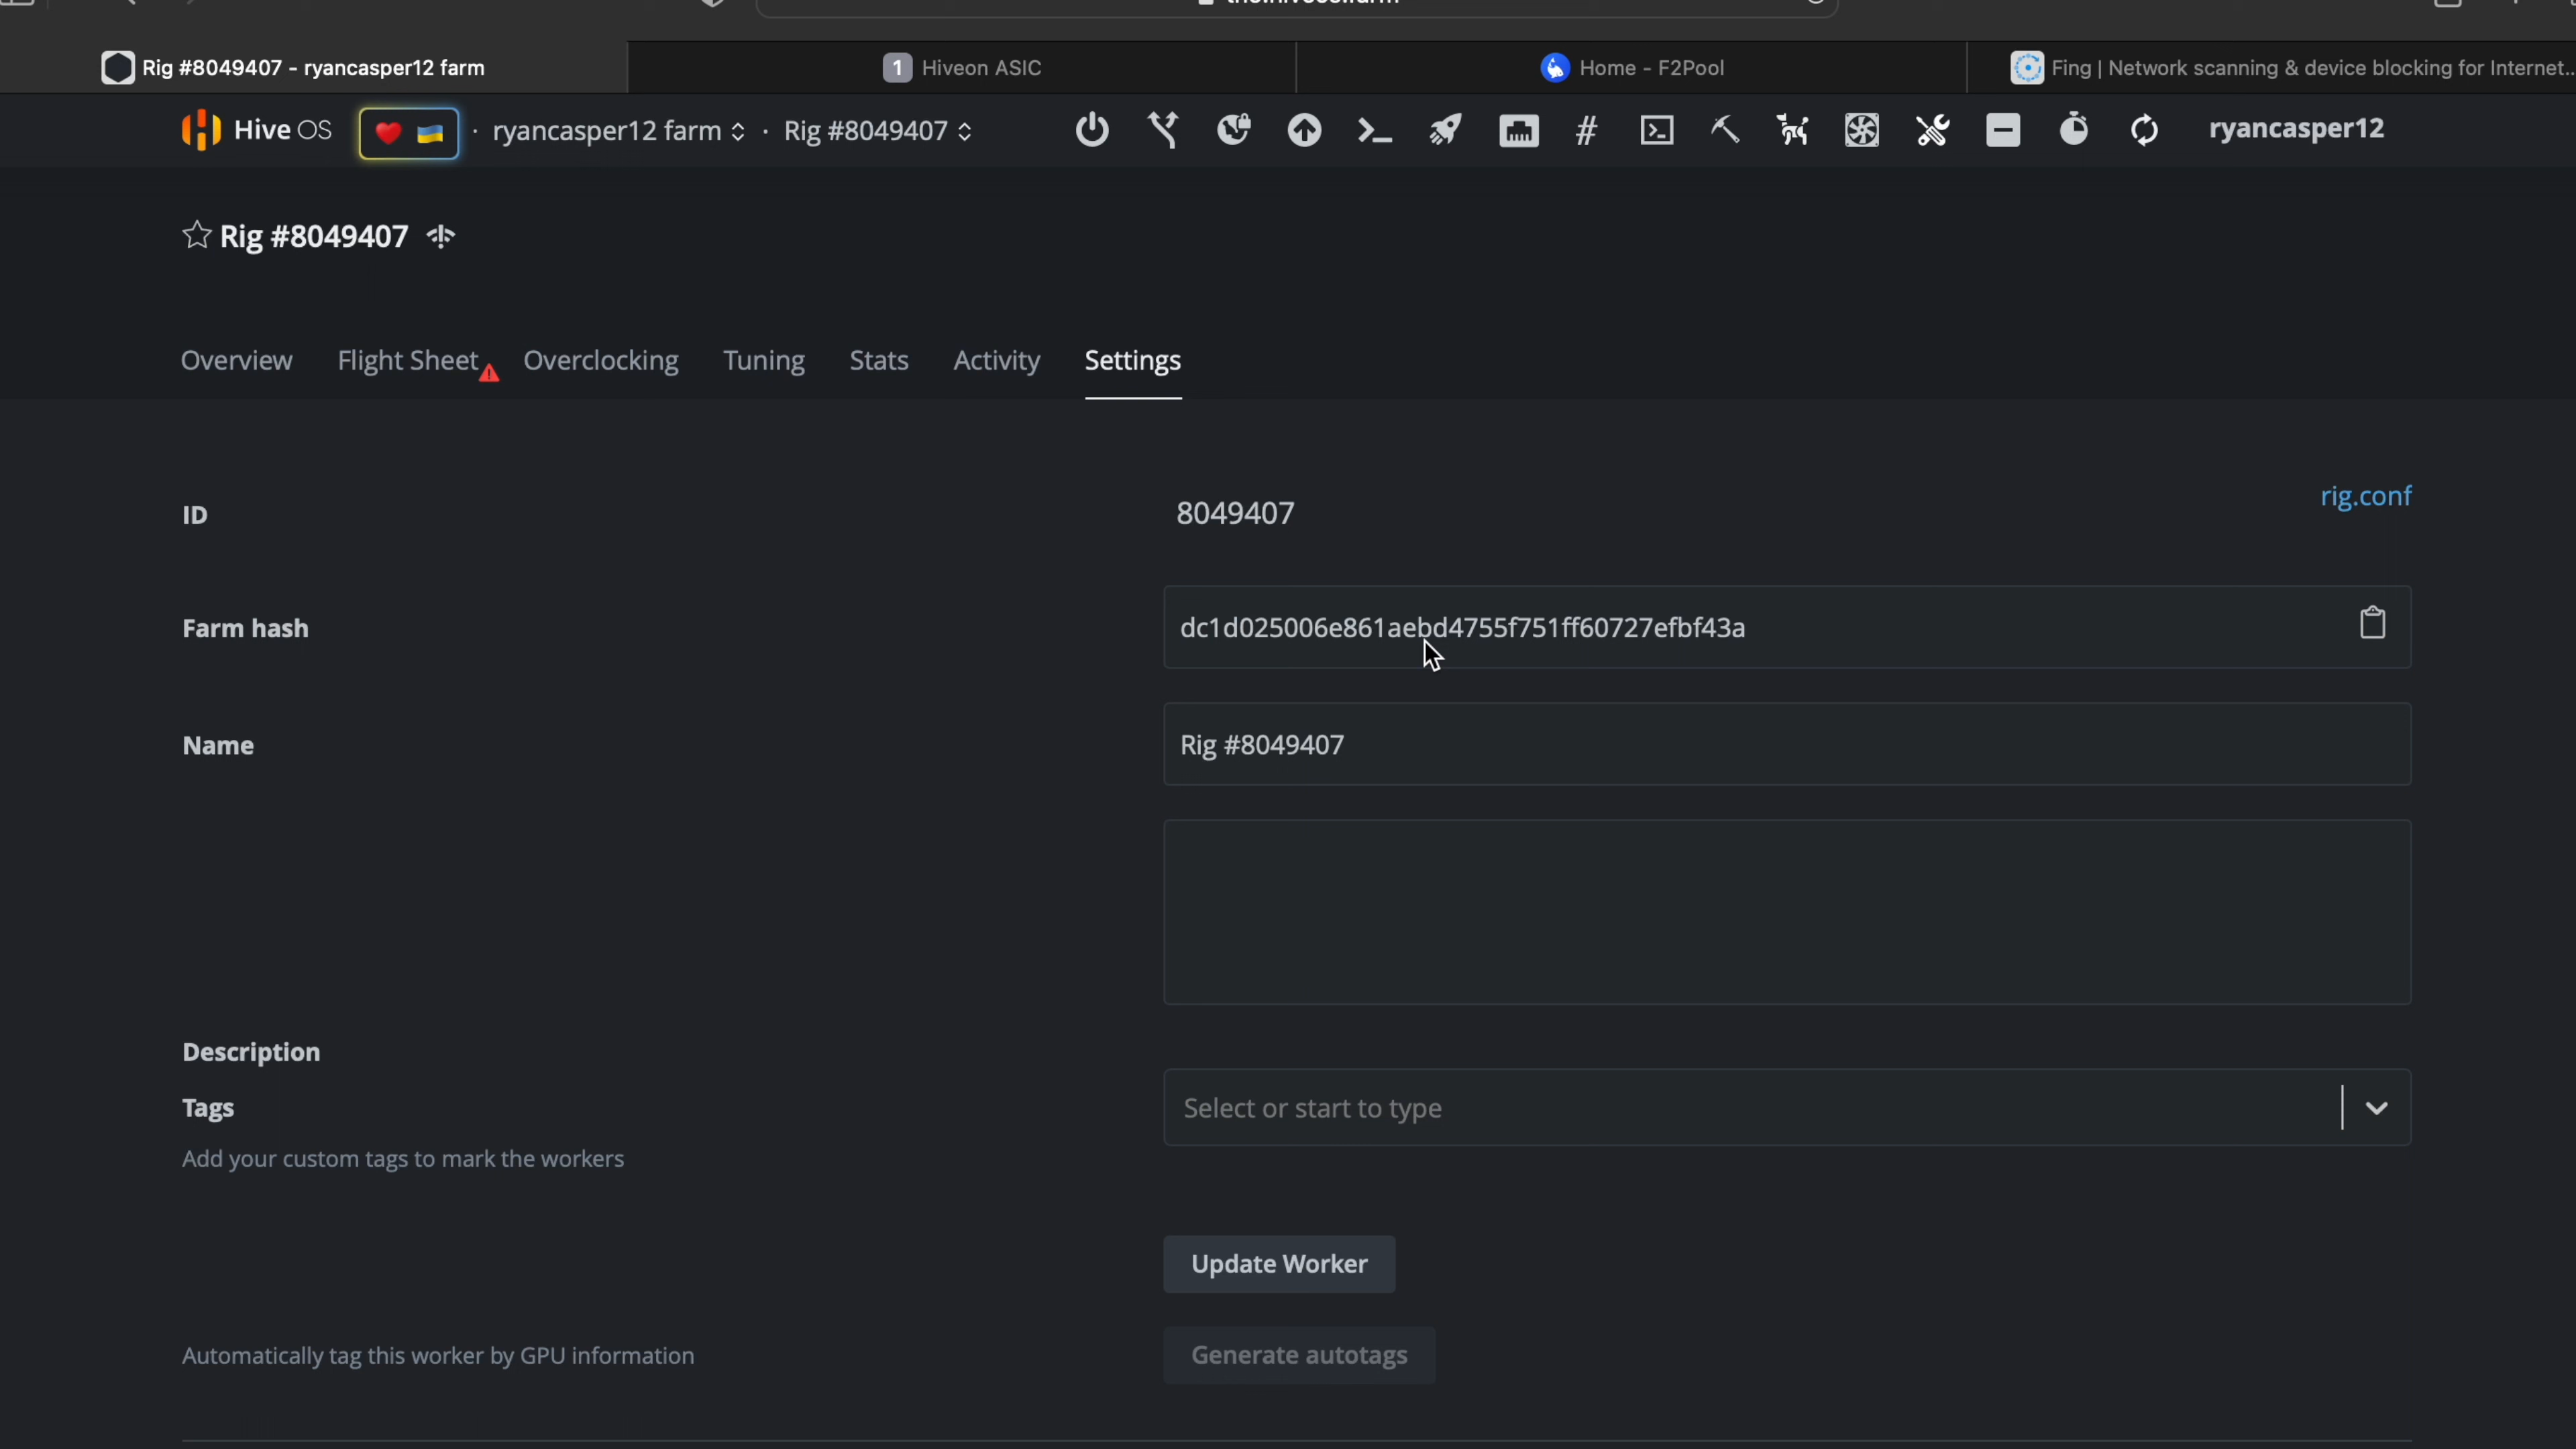 Rig #8049407 - ryancasper12 farm
1 Hiveon ASIC
Home - F2Pool
Fing | Network scanning & device blocking for Internet...
Hive OS · ryancasper12 farm · Rig #8049407
ryancasper12
Rig #8049407
Overview Flight Sheet Overclocking Tuning Stats Activity Settings
ID
8049407
rig.conf
Farm hash
dc1d025006e861aebd4755f751ff60727efbf43a
Name
Rig #8049407
Description
Tags
Select or start to type
Add your custom tags to mark the workers
Update Worker
Automatically tag this worker by GPU information
Generate autotags